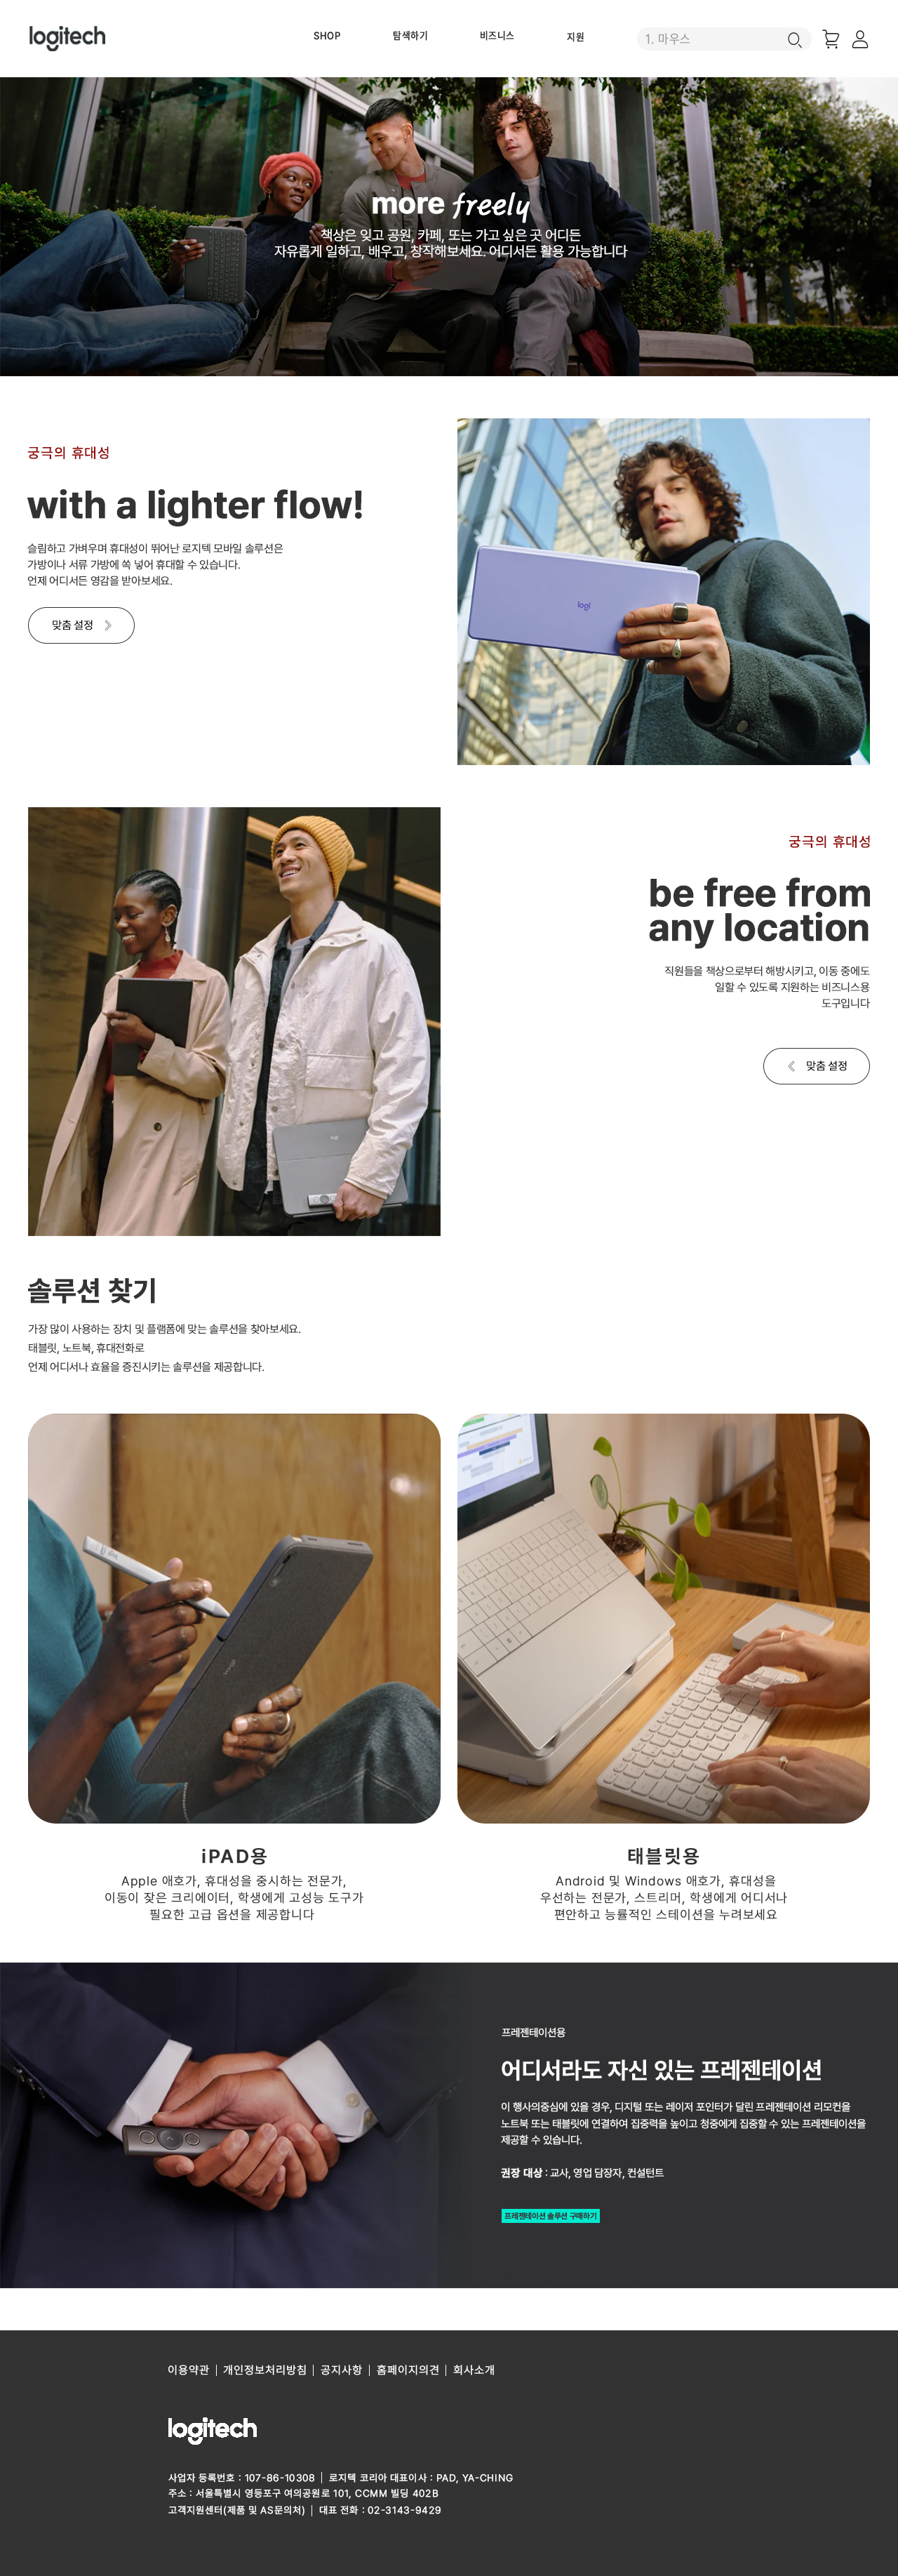 logitech
SHOP
탐색하기
비즈니스
지원
1. 마우스
more freely
책상은 잊고 공원, 카페, 또는 가고 싶은 곳 어디든
자유롭게 일하고, 배우고, 창작해보세요. 어디서든 활용 가능합니다
궁극의 휴대성
with a lighter flow!
슬림하고 가벼우며 휴대성이 뛰어난 로지텍 모바일 솔루션은
가방이나 서류 가방에 쏙 넣어 휴대할 수 있습니다.
언제 어디서든 영감을 받아보세요.
맞춤 설정
logi
궁극의 휴대성
be free from
any location
직원들을 책상으로부터 해방시키고, 이동 중에도
일할 수 있도록 지원하는 비즈니스용
도구입니다
맞춤 설정
솔루션 찾기
가장 많이 사용하는 장치 및 플랫폼에 맞는 솔루션을 찾아보세요.
태블릿, 노트북, 휴대전화로
언제 어디서나 효율을 증진시키는 솔루션을 제공합니다.
iPAD용
Apple 애호가, 휴대성을 중시하는 전문가,
이동이 잦은 크리에이터, 학생에게 고성능 도구가
필요한 고급 옵션을 제공합니다
태블릿용
Android 및 Windows 애호가, 휴대성을
우선하는 전문가, 스트리머, 학생에게 어디서나
편안하고 능률적인 스테이션을 누려보세요
프레젠테이션용
어디서라도 자신 있는 프레젠테이션
이 행사의중심에 있을 경우, 디지털 또는 레이저 포인터가 달린 프레젠테이션 리모컨을
노트북 또는 태블릿에 연결하여 집중력을 높이고 청중에게 집중할 수 있는 프레젠테이션을
제공할 수 있습니다.
권장 대상 : 교사, 영업 담장자, 컨설턴트
프레젠테이션 솔루션 구매하기
이용약관 | 개인정보처리방침 | 공지사항 | 홈페이지의견 | 회사소개
logitech
사업자 등록번호 : 107-86-10308 | 로지텍 코리아 대표이사 : PAD, YA-CHING
주소 : 서울특별시 영등포구 여의공원로 101, CCMM 빌딩 402B
고객지원센터(제품 및 AS문의처) | 대표 전화 : 02-3143-9429